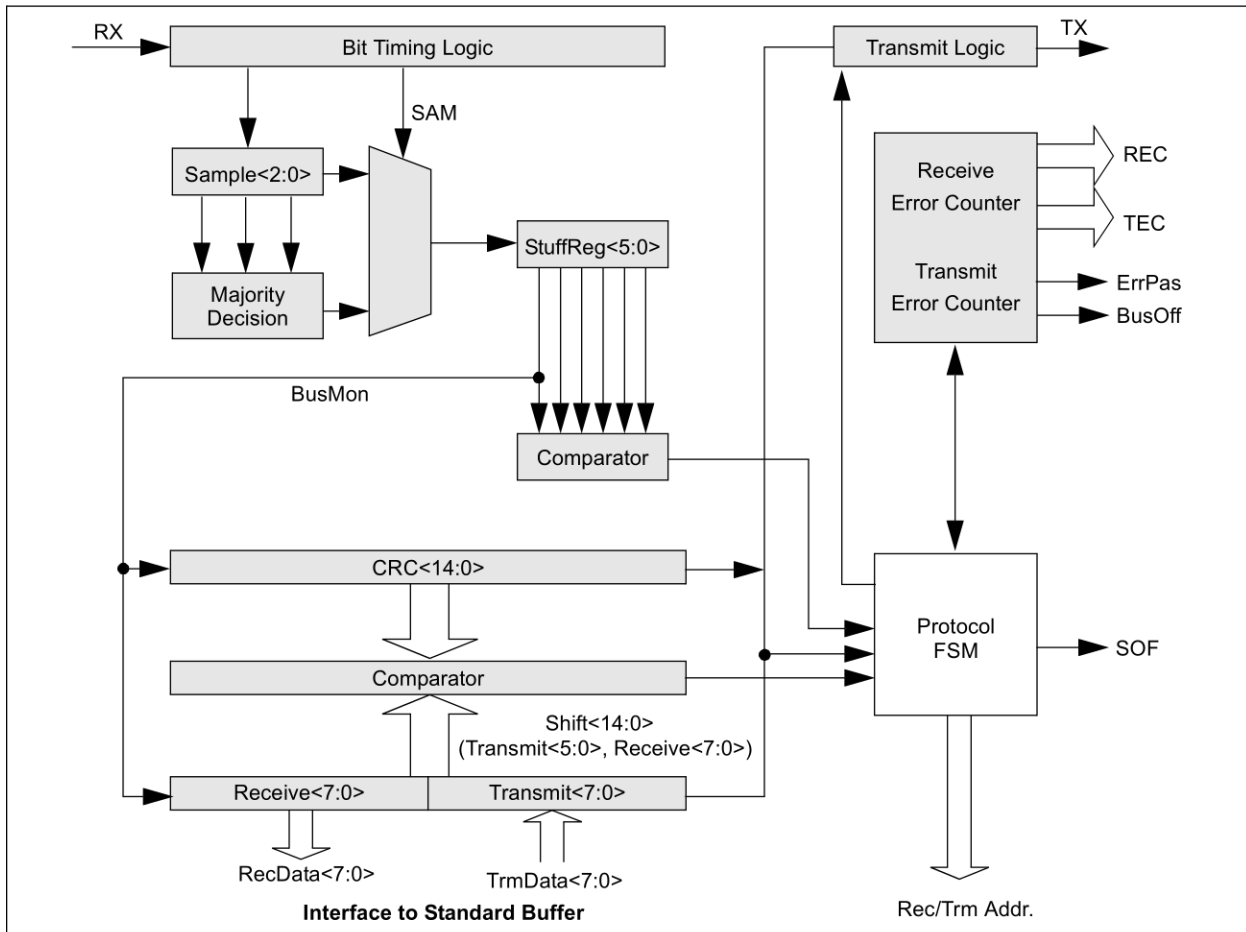 RX
Bit Timing Logic
Transmit Logic
TX
SAM
Sample<2:0>
Receive
Error Counter
REC
TEC
StuffReg<5:0>
Majority
Decision
Transmit
Error Counter
ErrPas
BusOff
BusMon
Comparator
CRC<14:0>
Protocol
FSM
SOF
Comparator
Shift<14:0>
(Transmit<5:0>, Receive<7:0>)
Receive<7:0>
Transmit<7:0>
RecData<7:0>
TrmData<7:0>
Interface to Standard Buffer
Rec/Trm Addr.